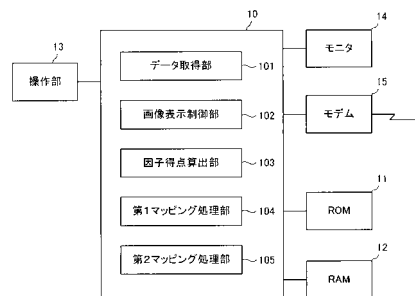 10
14
モニタ
13
操作部
データ取得部
101
15
モデム
画像表示制御部
102
因子得点算出部
103
11
ROM
第1マッピング処理部
104
12
RAM
第2マッピング処理部
105